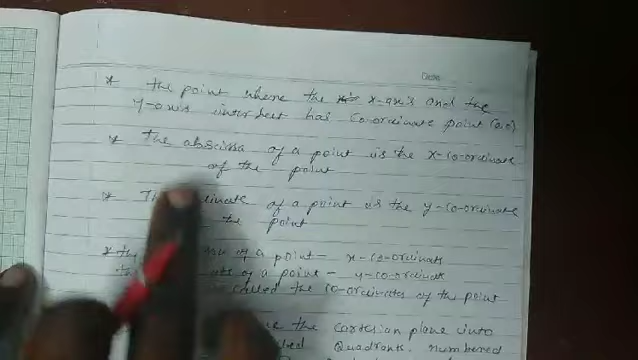 Date
* the point where the x-axis and the
y-axis intersect has Co-ordinate point (0,0)
* The abscissa of a point is the x-co-ordinate
of the point
* of a point is the y-co-ordinate
the point
* the of a point - x-co-ordinate
of a point - y-co-ordinate
called the co-ordinates of the point
the cartesian plane into
Quadrants. numbered